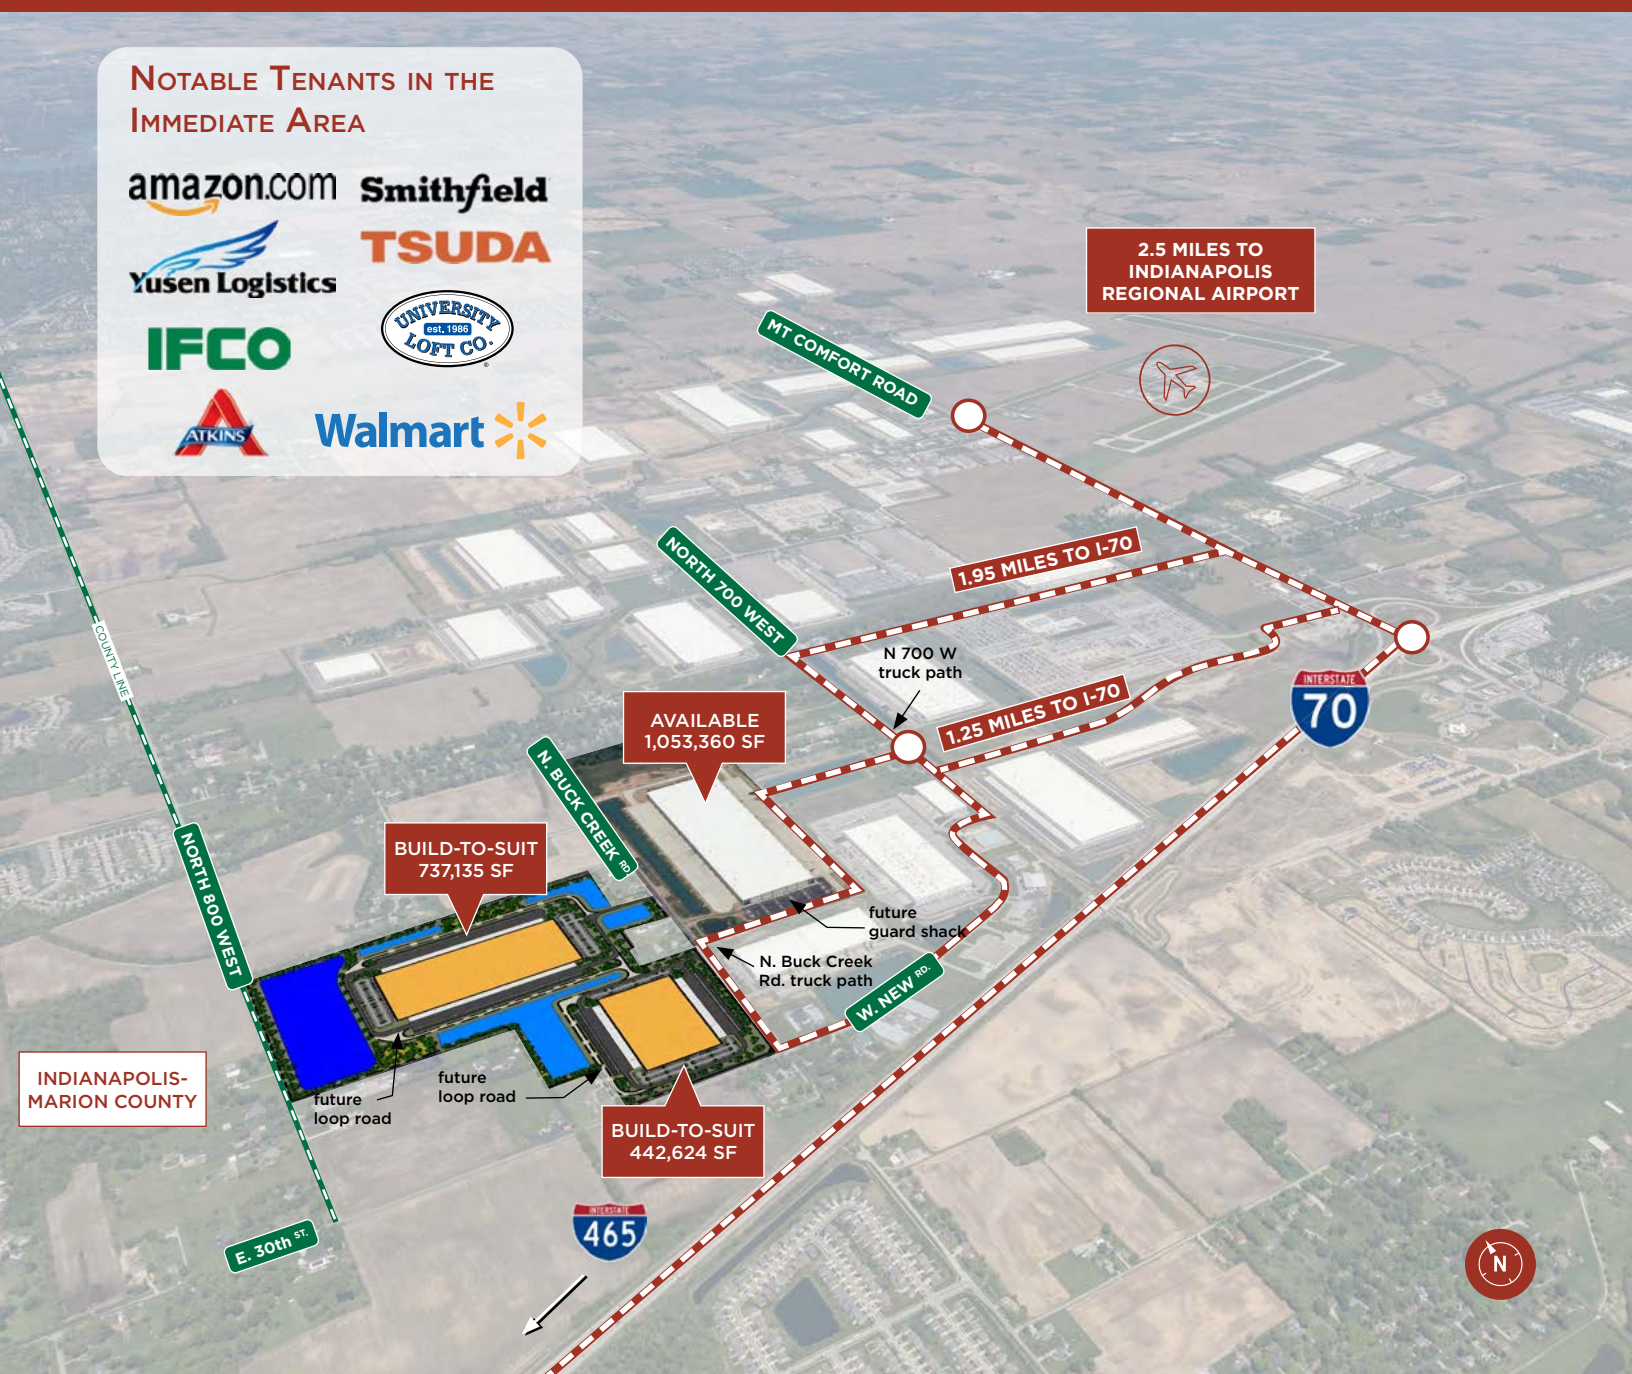 NOTABLE TENANTS IN THE
IMMEDIATE AREA
amazon.com
Smithfield
Yusen Logistics
TSUDA
IFCO
UNIVERSITY
est. 1986
LOFT CO.
®
ATKINS
Walmart
2.5 MILES TO
INDIANAPOLIS
REGIONAL AIRPORT
MT COMFORT ROAD
1.95 MILES TO I-70
NORTH 700 WEST
N 700 W
truck path
COUNTY LINE
1.25 MILES TO I-70
INTERSTATE
70
AVAILABLE
1,053,360 SF
N. BUCK CREEK RD
BUILD-TO-SUIT
737,135 SF
NORTH 800 WEST
future
guard shack
N. Buck Creek
Rd. truck path
W. NEW RD.
INDIANAPOLIS-
MARION COUNTY
future
loop road
future
loop road
BUILD-TO-SUIT
442,624 SF
INTERSTATE
465
E. 30th ST.
N